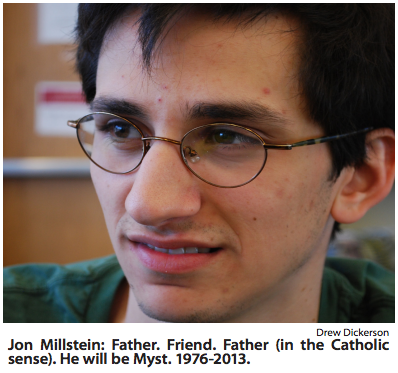 Drew Dickerson
Jon Millstein: Father. Friend. Father (in the Catholic
sense). He will be Myst. 1976-2013.